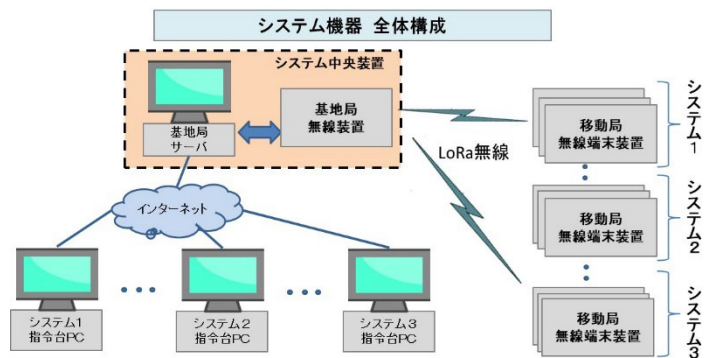 システム機器 全体構成
システム中央装置
基地局
サーバ
基地局
無線装置
LoRa無線
移動局
無線端末装置
システム1
移動局
無線端末装置
システム2
移動局
無線端末装置
システム3
インターネット
システム1
指令台PC
システム2
指令台PC
システム3
指令台PC